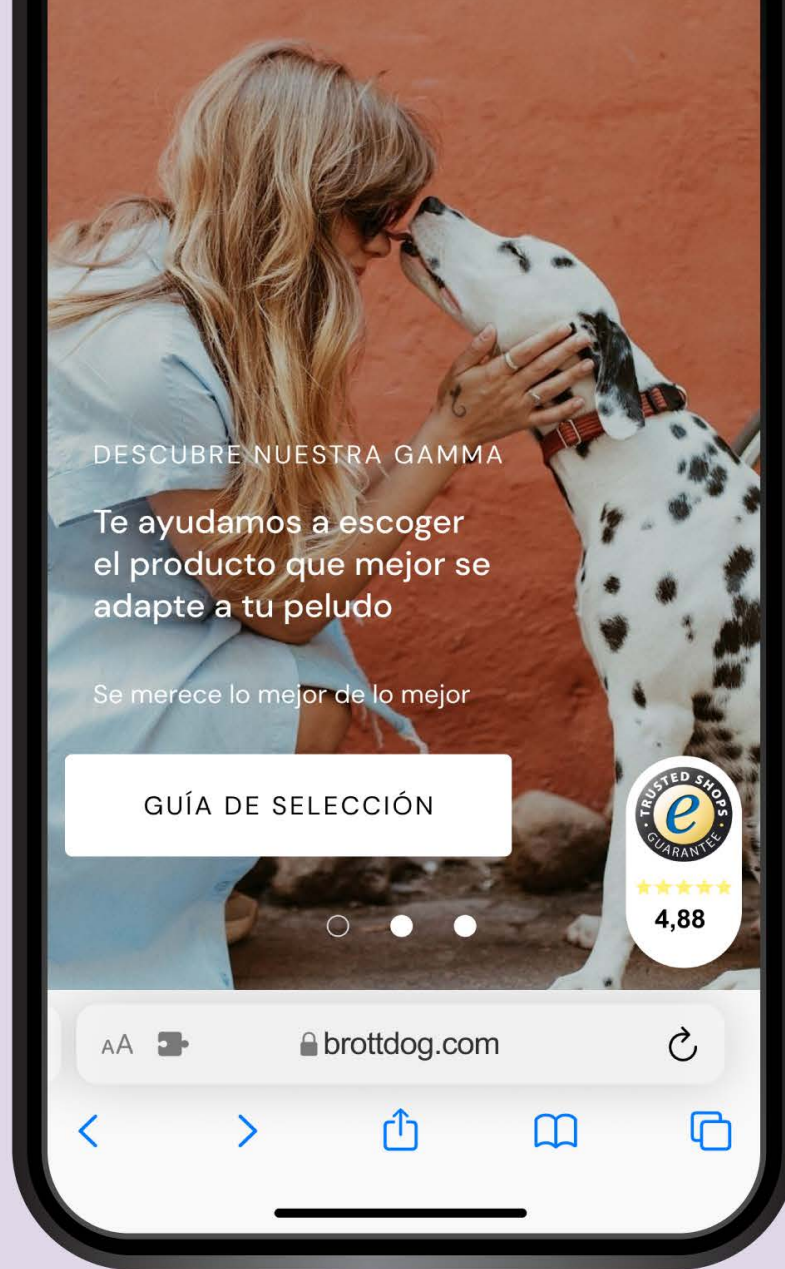 DESCUBRE NUESTRA GAMMA
Te ayudamos a escoger
el producto que mejor se
adapte a tu peludo
Se merece lo mejor de lo mejor
GUÍA DE SELECCIÓN
TRUSTED SHOPS
e
GUARANTEE
4,88
AA
brottdog.com